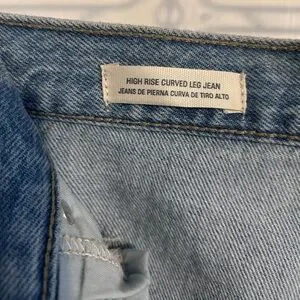 HIGH RISE CURVED LEG JEAN
JEANS DE PIERNA CURVA DE TIRO ALTO